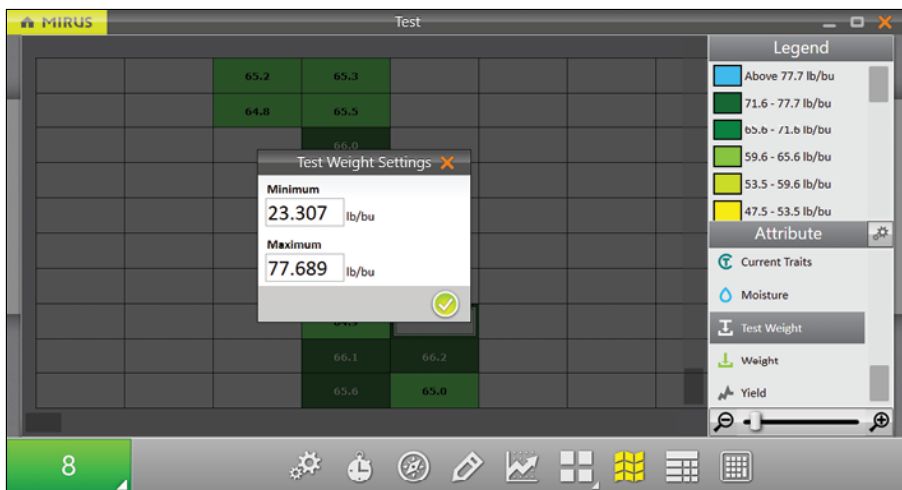 MIRUS
Test
Legend
Above 77.7 lb/bu
71.6 - 77.7 lb/bu
65.6 - 71.6 lb/bu
59.6 - 65.6 lb/bu
53.5 - 59.6 lb/bu
47.5 - 53.5 lb/bu
65.2 65.3
64.8 65.5
66.0
Test Weight Settings
Minimum
23.307 lb/bu
Maximum
77.689 lb/bu
64.9
66.1 66.2
65.6 65.0
Attribute
Current Traits
Moisture
Test Weight
Weight
Yield
8